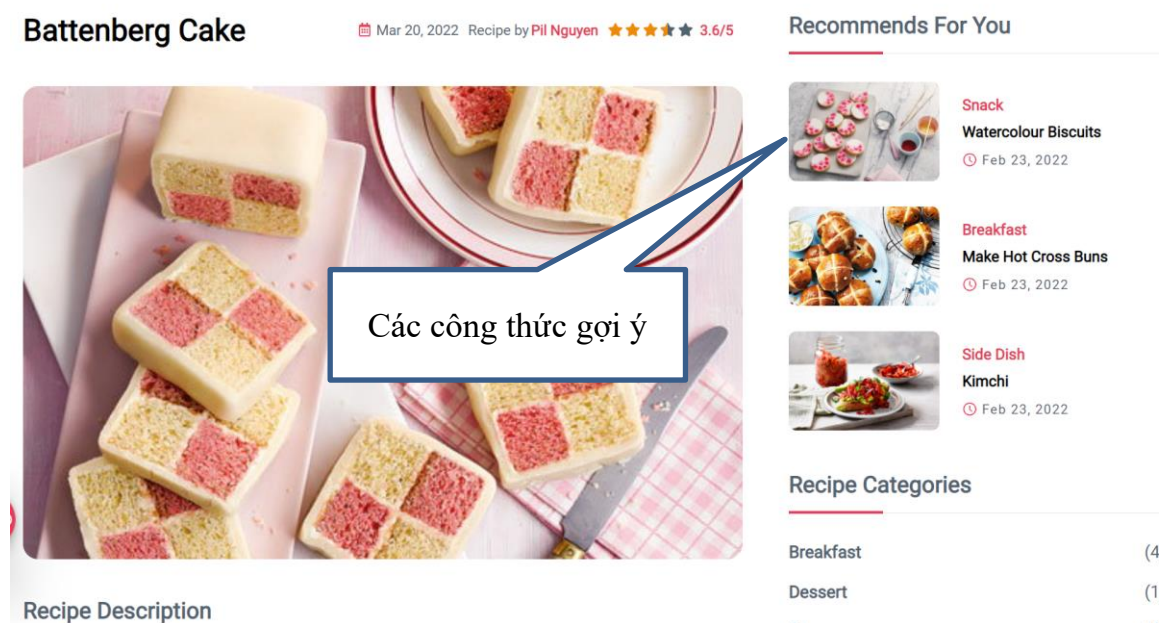 Battenberg Cake
Mar 20, 2022 Recipe by Pil Nguyen 3.6/5
Các công thức gợi ý
Recipe Description
Recommends For You
Snack
Watercolour Biscuits
Feb 23, 2022
Breakfast
Make Hot Cross Buns
Feb 23, 2022
Side Dish
Kimchi
Feb 23, 2022
Recipe Categories
Breakfast (4
Dessert (1